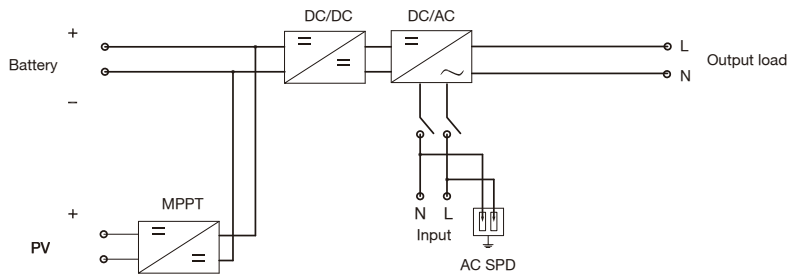 DC/DC
DC/AC
+
Battery
−
L
Output load
N
MPPT
+
PV
N L
Input
AC SPD